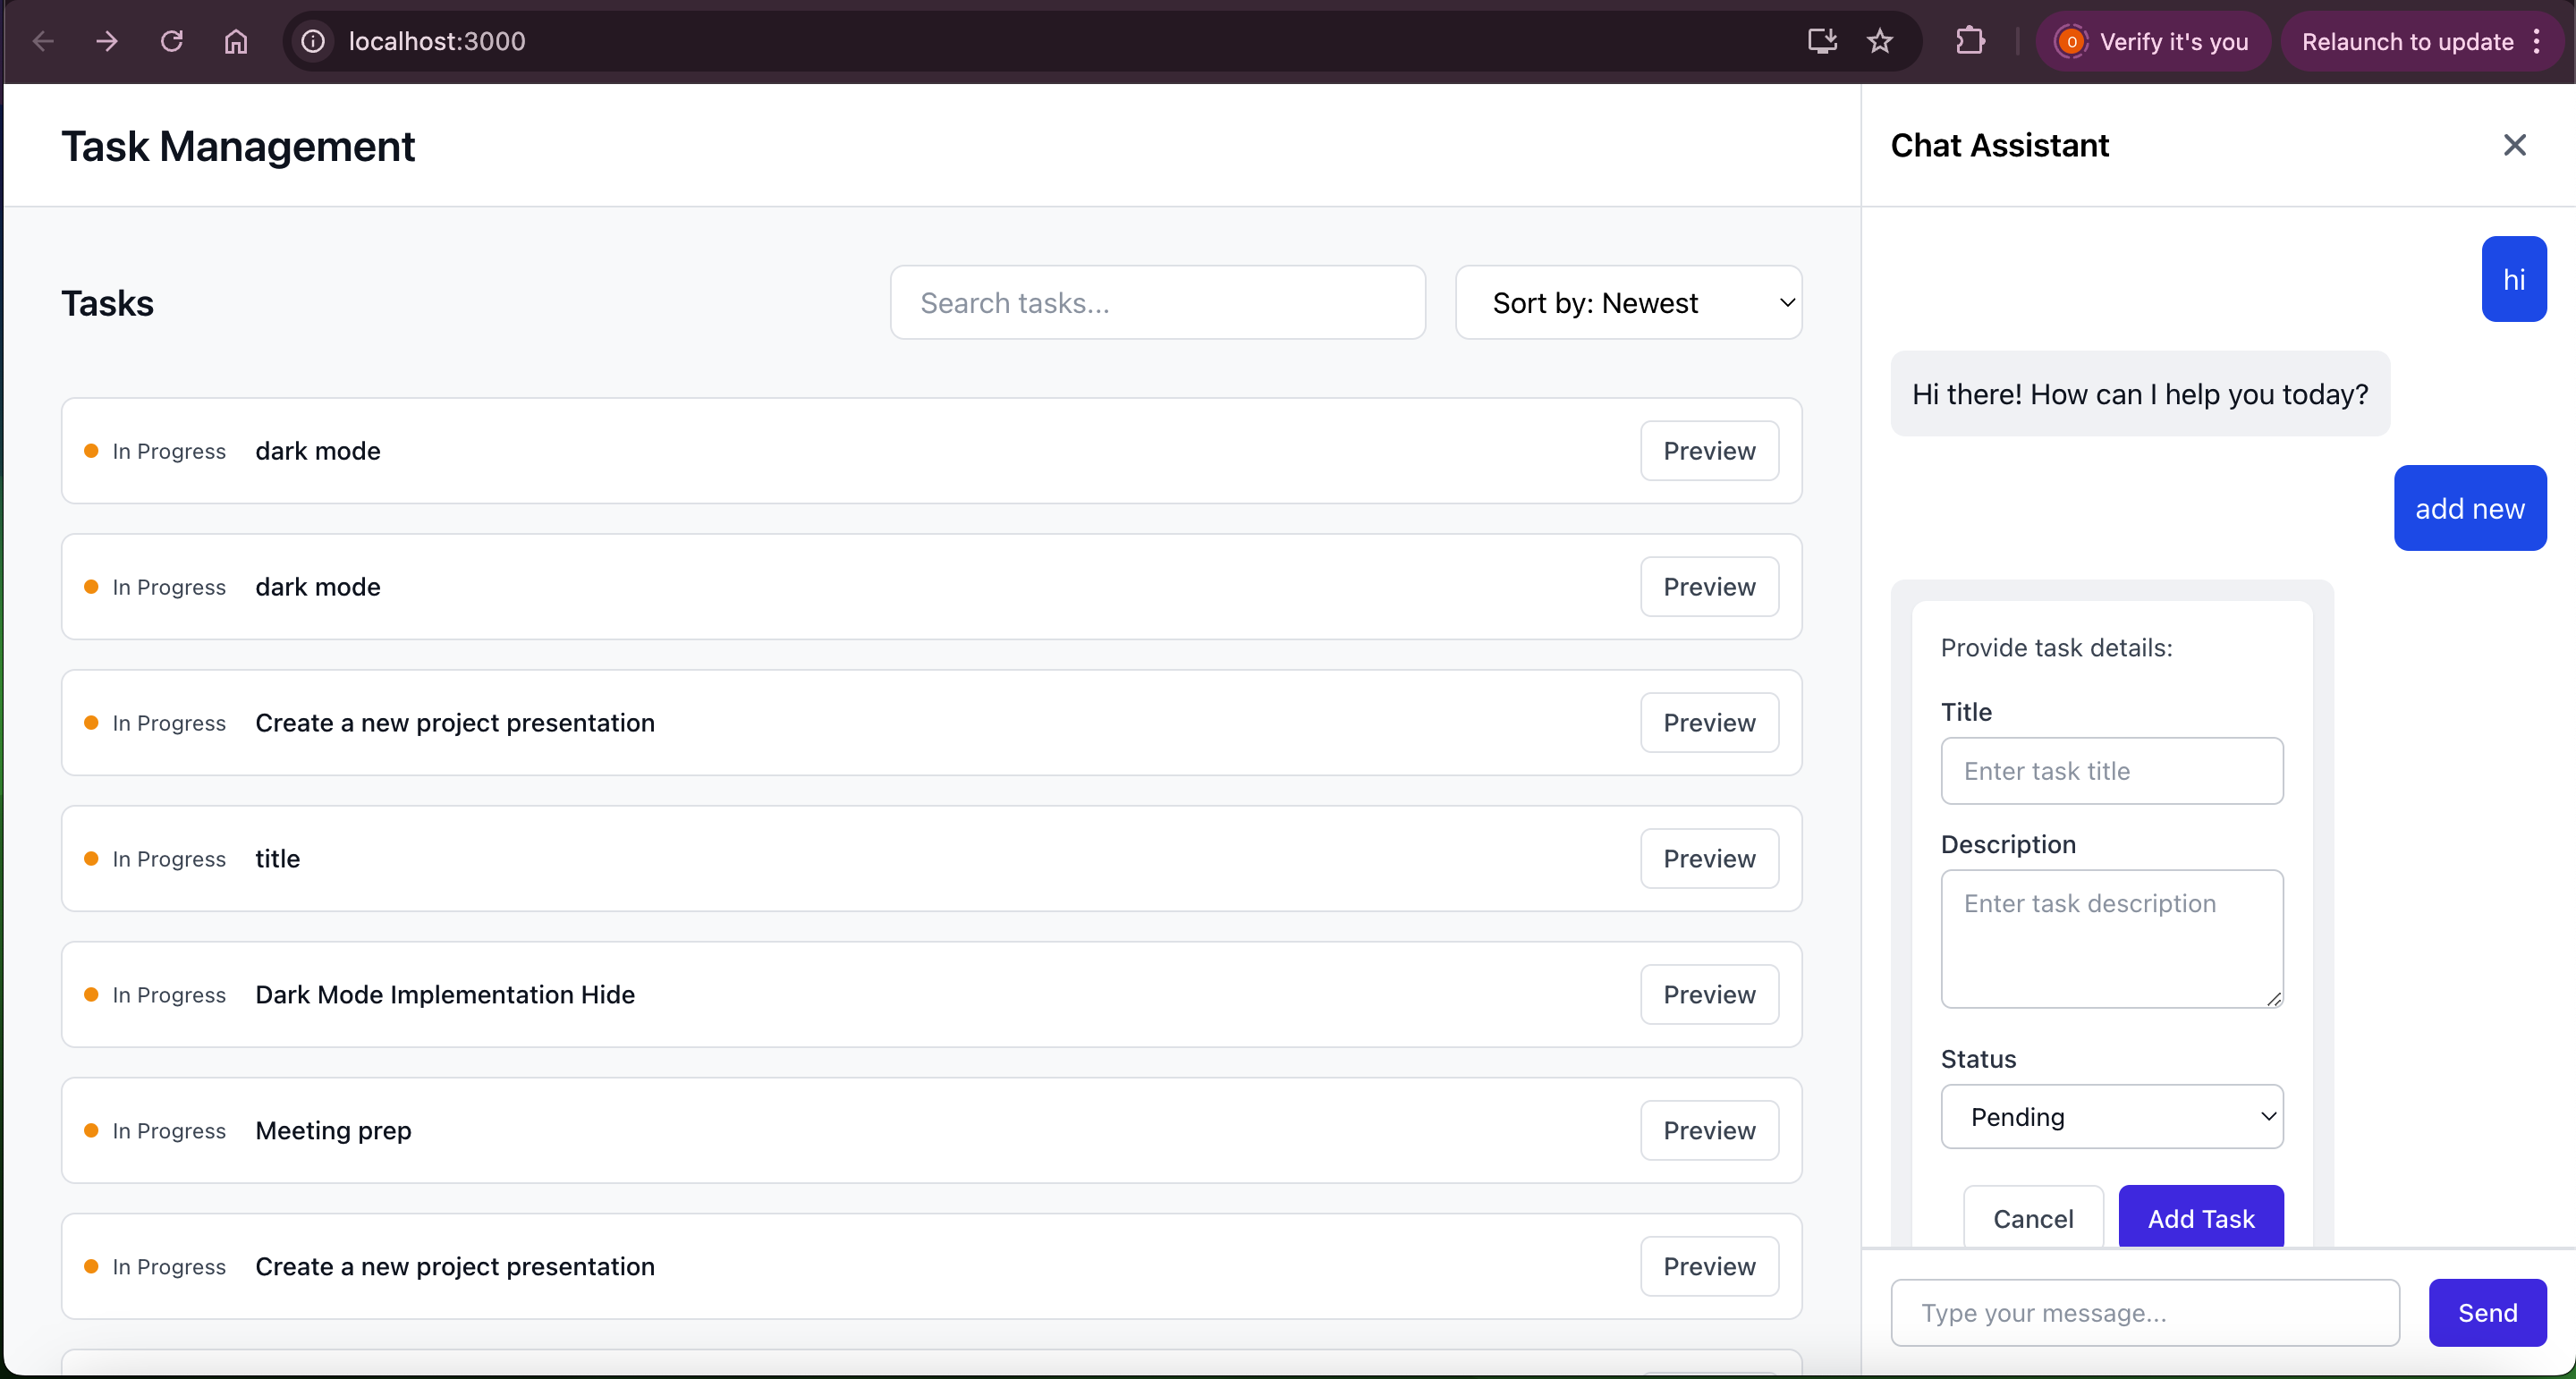 localhost:3000
Verify it's you
Relaunch to update
Task Management
Tasks
Search tasks...
Sort by: Newest
In Progress dark mode Preview
In Progress dark mode Preview
In Progress Create a new project presentation Preview
In Progress title Preview
In Progress Dark Mode Implementation Hide Preview
In Progress Meeting prep Preview
In Progress Create a new project presentation Preview
Chat Assistant
hi
Hi there! How can I help you today?
add new
Provide task details:
Title
Enter task title
Description
Enter task description
Status
Pending
Cancel Add Task
Type your message...
Send